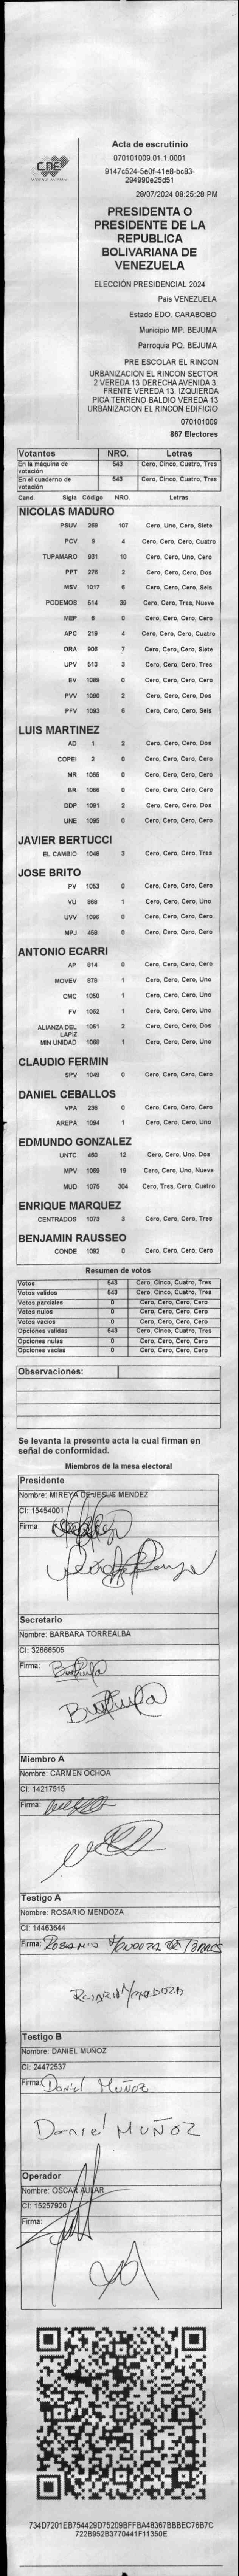 CNE
Acta de escrutinio
070101009.01.1.0001
9147c524-5e0f-41e8-bc83-
294990e25d51
28/07/2024 08:25:28 PM
PRESIDENTA O
PRESIDENTE DE LA
REPUBLICA
BOLIVARIANA DE
VENEZUELA
ELECCIÓN PRESIDENCIAL 2024
Pais VENEZUELA
Estado EDO. CARABOBO
Municipio MP. BEJUMA
Parroquia PQ. BEJUMA
PRE ESCOLAR EL RINCON
URBANIZACION EL RINCON SECTOR
2 VEREDA 13 DERECHA AVENIDA 3.
FRENTE VEREDA 13. IZQUIERDA
PICA TERRENO BALDIO VEREDA 13
URBANIZACION EL RINCON EDIFICIO
070101009
867 Electores
Votantes NRO. Letras
En la máquina de votación 543 Cero, Cinco, Cuatro, Tres
En el cuaderno de votación 543 Cero, Cinco, Cuatro, Tres
Cand. Sigla Código NRO. Letras
NICOLAS MADURO
PSUV 269 107 Cero, Uno, Cero, Siete
PCV 9 4 Cero, Cero, Cero, Cuatro
TUPAMARO 931 10 Cero, Cero, Uno, Cero
PPT 276 2 Cero, Cero, Cero, Dos
MSV 1017 6 Cero, Cero, Cero, Seis
PODEMOS 514 39 Cero, Cero, Tres, Nueve
MEP 6 0 Cero, Cero, Cero, Cero
APC 219 4 Cero, Cero, Cero, Cuatro
ORA 906 7 Cero, Cero, Cero, Siete
UPV 513 3 Cero, Cero, Cero, Tres
EV 1089 0 Cero, Cero, Cero, Cero
PVV 1090 2 Cero, Cero, Cero, Dos
PFV 1093 6 Cero, Cero, Cero, Seis
LUIS MARTINEZ
AD 1 2 Cero, Cero, Cero, Dos
COPEI 2 0 Cero, Cero, Cero, Cero
MR 1065 0 Cero, Cero, Cero, Cero
BR 1066 0 Cero, Cero, Cero, Cero
DDP 1091 2 Cero, Cero, Cero, Dos
UNE 1095 0 Cero, Cero, Cero, Cero
JAVIER BERTUCCI
EL CAMBIO 1048 3 Cero, Cero, Cero, Tres
JOSE BRITO
PV 1053 0 Cero, Cero, Cero, Cero
VU 868 1 Cero, Cero, Cero, Uno
UVV 1096 0 Cero, Cero, Cero, Cero
MPJ 458 0 Cero, Cero, Cero, Cero
ANTONIO ECARRI
AP 814 0 Cero, Cero, Cero, Cero
MOVEV 878 1 Cero, Cero, Cero, Uno
CMC 1050 1 Cero, Cero, Cero, Uno
FV 1062 1 Cero, Cero, Cero, Uno
ALIANZA DEL LAPIZ 1051 2 Cero, Cero, Cero, Dos
MIN UNIDAD 1069 1 Cero, Cero, Cero, Uno
CLAUDIO FERMIN
SPV 1049 0 Cero, Cero, Cero, Cero
DANIEL CEBALLOS
VPA 236 0 Cero, Cero, Cero, Cero
AREPA 1094 1 Cero, Cero, Cero, Uno
EDMUNDO GONZALEZ
UNTC 480 12 Cero, Cero, Uno, Dos
MPV 1069 19 Cero, Cero, Uno, Nueve
MUD 1075 304 Cero, Tres, Cero, Cuatro
ENRIQUE MARQUEZ
CENTRADOS 1073 3 Cero, Cero, Cero, Tres
BENJAMIN RAUSSEO
CONDE 1092 0 Cero, Cero, Cero, Cero
Resumen de votos
Votos 543 Cero, Cinco, Cuatro, Tres
Votos validos 543 Cero, Cinco, Cuatro, Tres
Votos parciales 0 Cero, Cero, Cero, Cero
Votos nulos 0 Cero, Cero, Cero, Cero
Votos vacios 0 Cero, Cero, Cero, Cero
Opciones validas 543 Cero, Cinco, Cuatro, Tres
Opciones nulas 0 Cero, Cero, Cero, Cero
Opciones vacias 0 Cero, Cero, Cero, Cero
Observaciones:
Se levanta la presente acta la cual firman en
señal de conformidad.
Miembros de la mesa electoral
Presidente
Nombre: MIREYA DE JESUS MENDEZ
CI: 15454001
Firma:
Secretario
Nombre: BARBARA TORREALBA
CI: 32666505
Firma:
Miembro A
Nombre: CARMEN OCHOA
CI: 14217515
Firma:
Testigo A
Nombre: ROSARIO MENDOZA
CI: 14463644
Firma: Rosario Mendoza de Torres
Rosario Mendoza
Testigo B
Nombre: DANIEL MUÑOZ
CI: 24472537
Firma: Daniel MUÑOZ
Daniel MUÑOZ
Operador
Nombre: OSCAR AULAR
CI: 15257920
Firma:
734D7201EB754429D75209BFFBA48367BBBEC76B7C
722B952B3770441F11350E